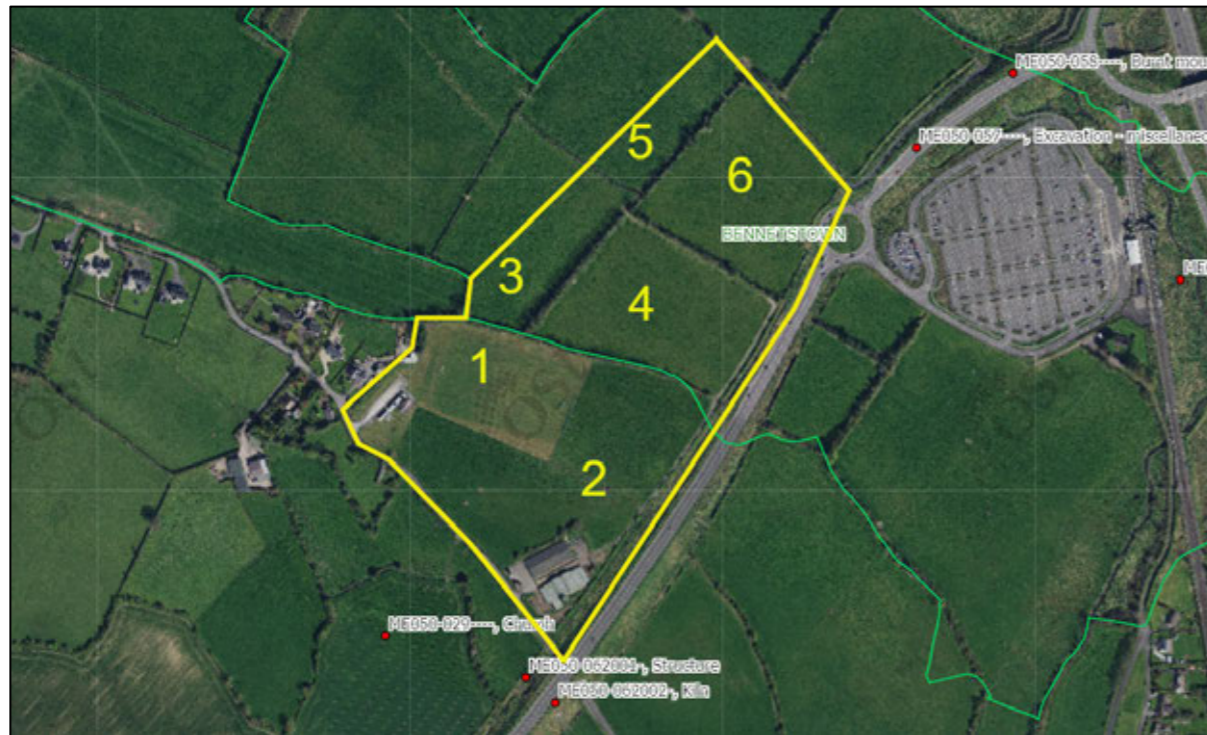 ME050-058----, Burnt mou
ME050-057----, Excavation - miscellaneo
5
6
BENNETSTOWN
3
4
1
2
ME050-029----, Church
ME050-062001-, Structure
ME050-062002-, Kiln